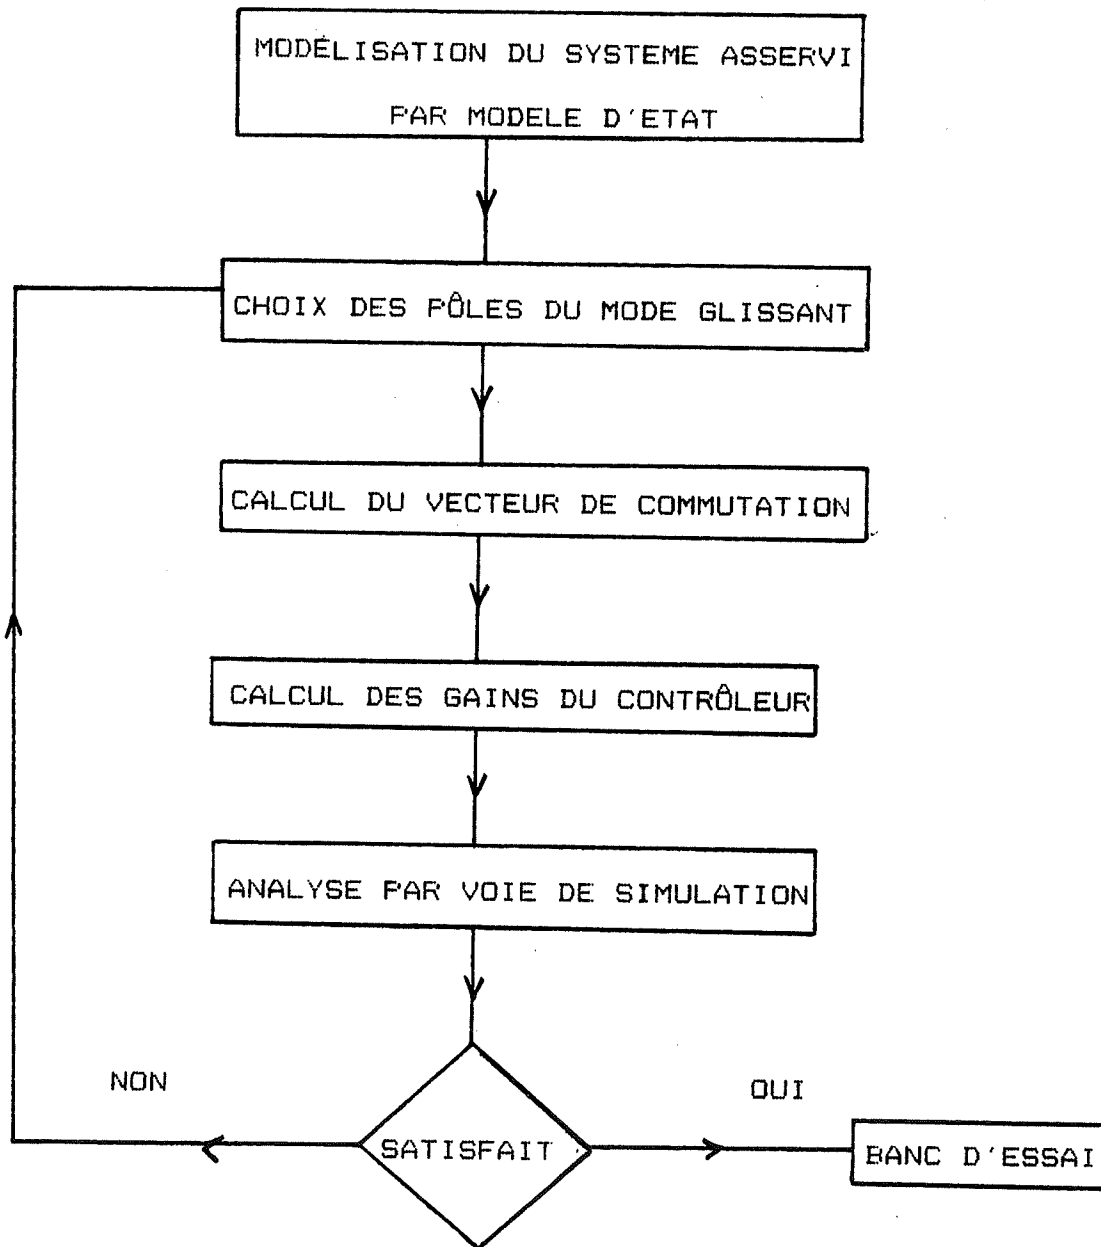 MODÉLISATION DU SYSTEME ASSERVI
PAR MODELE D'ETAT
CHOIX DES PÔLES DU MODE GLISSANT
CALCUL DU VECTEUR DE COMMUTATION
CALCUL DES GAINS DU CONTRÔLEUR
ANALYSE PAR VOIE DE SIMULATION
NON
OUI
SATISFAIT
BANC D'ESSAI